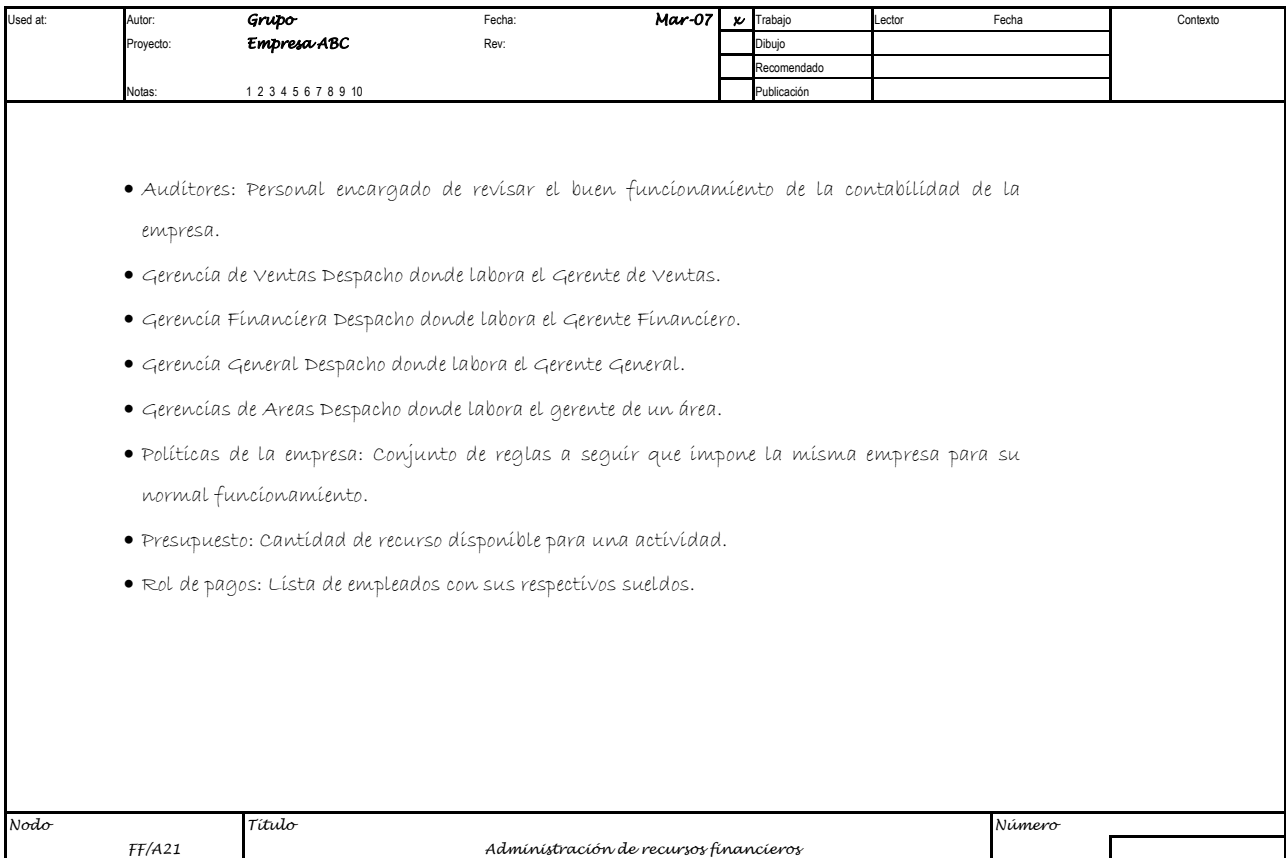 Used at: Autor: Grupo Fecha: Mar-07 x Trabajo Lector Fecha Contexto
Proyecto: Empresa ABC Rev: Dibujo
Recomendado
Notas: 1 2 3 4 5 6 7 8 9 10 Publicación
• Auditores: Personal encargado de revisar el buen funcionamiento de la contabilidad de la
empresa.
• Gerencia de Ventas Despacho donde labora el Gerente de Ventas.
• Gerencia Financiera Despacho donde labora el Gerente Financiero.
• Gerencia General Despacho donde labora el Gerente General.
• Gerencias de Areas Despacho donde labora el gerente de un área.
• Políticas de la empresa: Conjunto de reglas a seguir que impone la misma empresa para su
normal funcionamiento.
• Presupuesto: Cantidad de recurso disponible para una actividad.
• Rol de pagos: Lista de empleados con sus respectivos sueldos.
Nodo Título Número
FF/A21 Administración de recursos financieros